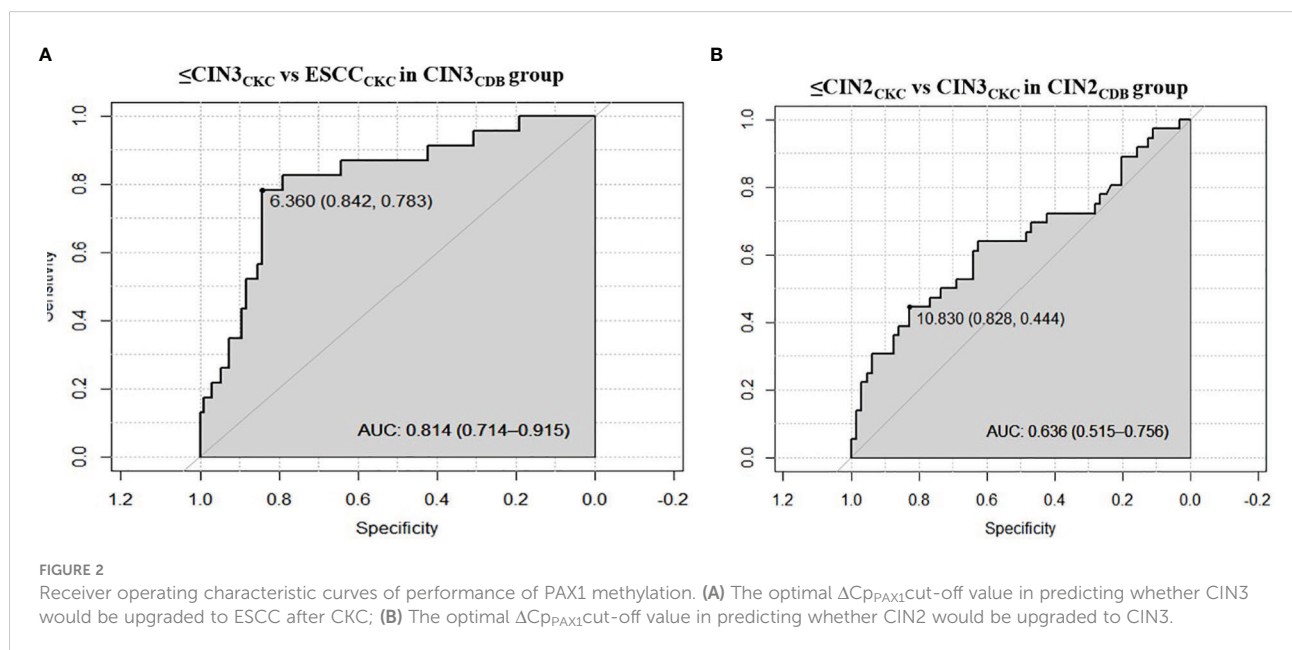 A
≤CIN3CKC vs ESCCCKC in CIN3CDB group
1.0
0.8
0.6
0.4
0.2
0.0
Sensitivity
6.360 (0.842, 0.783)
AUC: 0.814 (0.714–0.915)
1.2 1.0 0.8 0.6 0.4 0.2 0.0 -0.2
Specificity
B
≤CIN2CKC vs CIN3CKC in CIN2CDB group
1.0
0.8
0.6
0.4
0.2
0.0
10.830 (0.828, 0.444)
AUC: 0.636 (0.515–0.756)
1.2 1.0 0.8 0.6 0.4 0.2 0.0 -0.2
Specificity
FIGURE 2
Receiver operating characteristic curves of performance of PAX1 methylation. (A) The optimal ΔCpPAX1cut-off value in predicting whether CIN3
would be upgraded to ESCC after CKC; (B) The optimal ΔCpPAX1cut-off value in predicting whether CIN2 would be upgraded to CIN3.